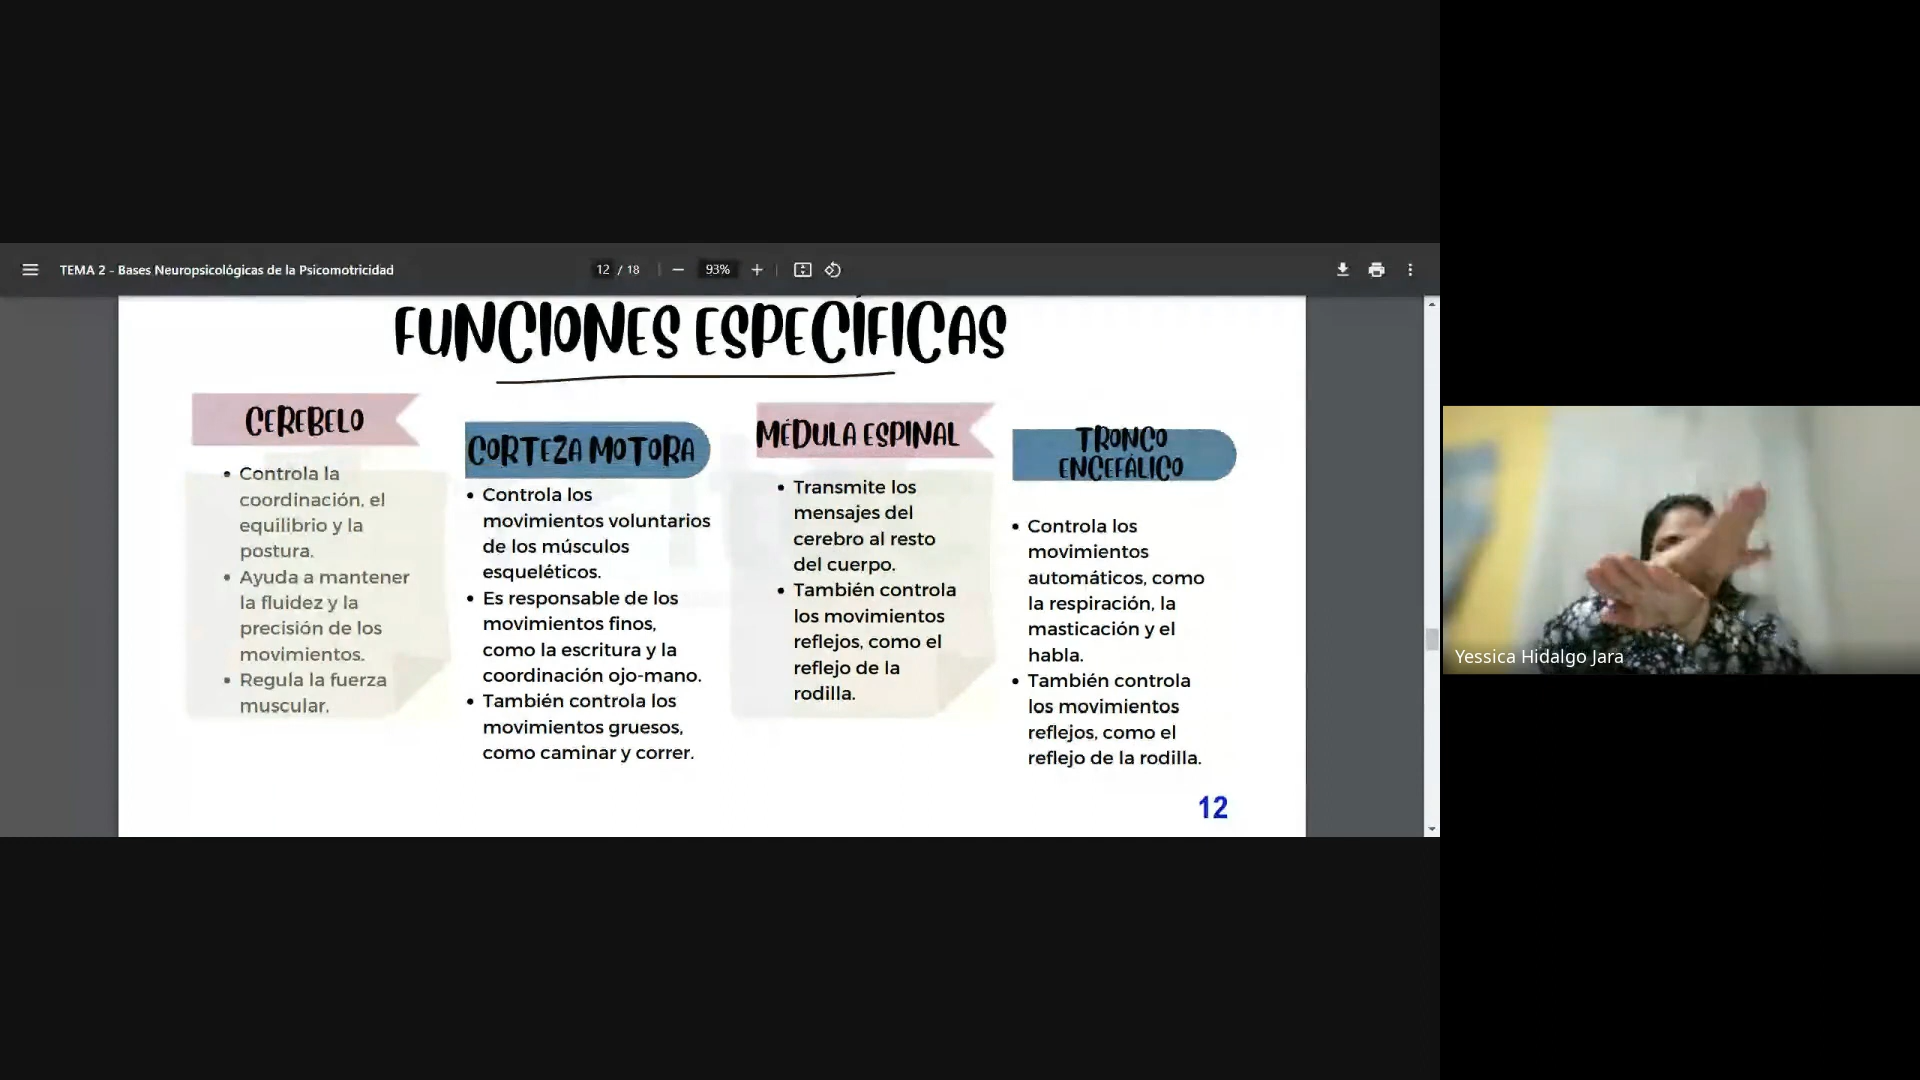 TEMA 2 - Bases Neuropsicológicas de la Psicomotricidad
12 / 18
93%
FUNCIONES ESPECÍFICAS
CEREBELO
• Controla la
coordinación, el
equilibrio y la
postura.
• Ayuda a mantener
la fluidez y la
precisión de los
movimientos.
• Regula la fuerza
muscular.
CORTEZA MOTORA
• Controla los
movimientos voluntarios
de los músculos
esqueléticos.
• Es responsable de los
movimientos finos,
como la escritura y la
coordinación ojo-mano.
• También controla los
movimientos gruesos,
como caminar y correr.
MÉDULA ESPINAL
• Transmite los
mensajes del
cerebro al resto
del cuerpo.
• También controla
los movimientos
reflejos, como el
reflejo de la
rodilla.
TRONCO
ENCEFÁLICO
• Controla los
movimientos
automáticos, como
la respiración, la
masticación y el
habla.
• También controla
los movimientos
reflejos, como el
reflejo de la rodilla.
12
Yessica Hidalgo Jara